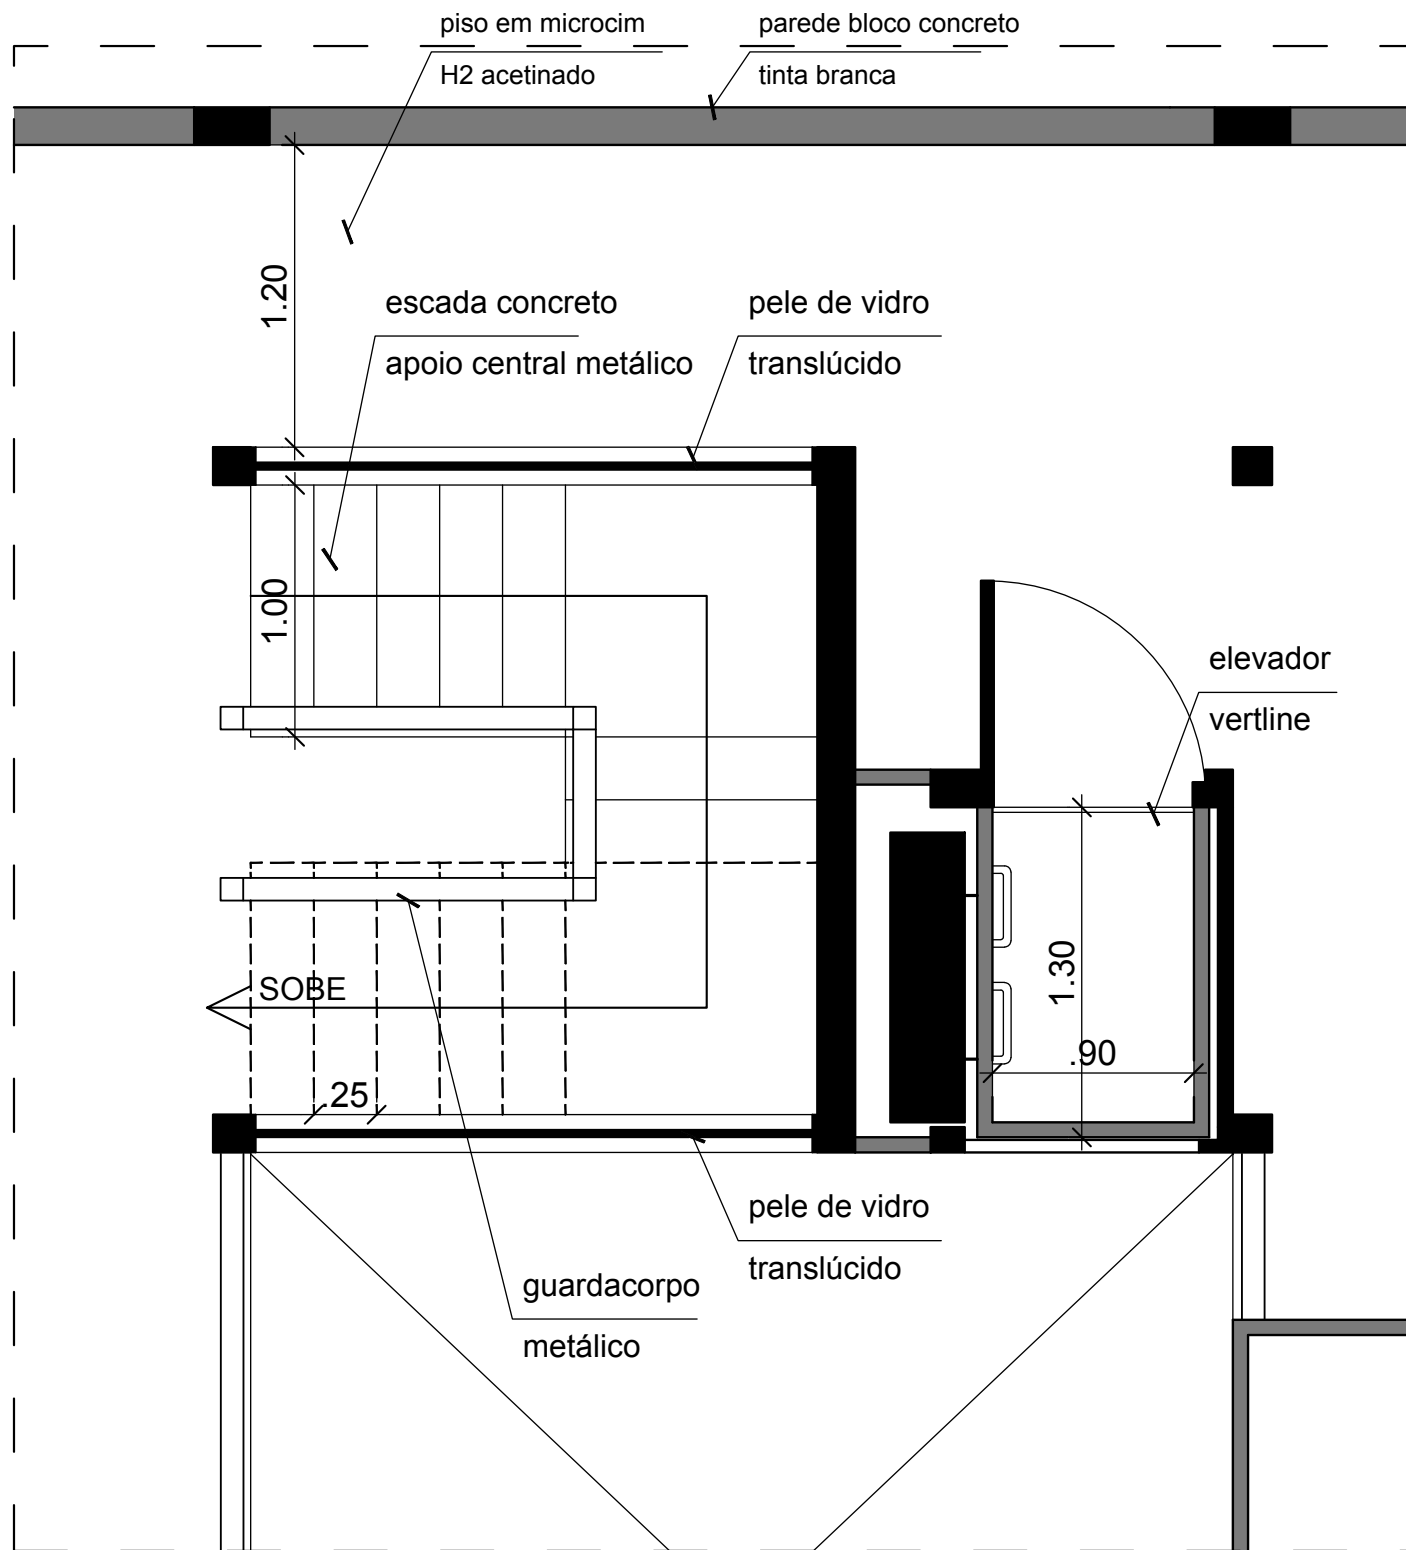 piso em microcim
H2 acetinado
parede bloco concreto
tinta branca
1.20
escada concreto
apoio central metálico
pele de vidro
translúcido
1.00
elevador
vertline
SOBE
1.30
.90
.25
pele de vidro
translúcido
guardacorpo
metálico